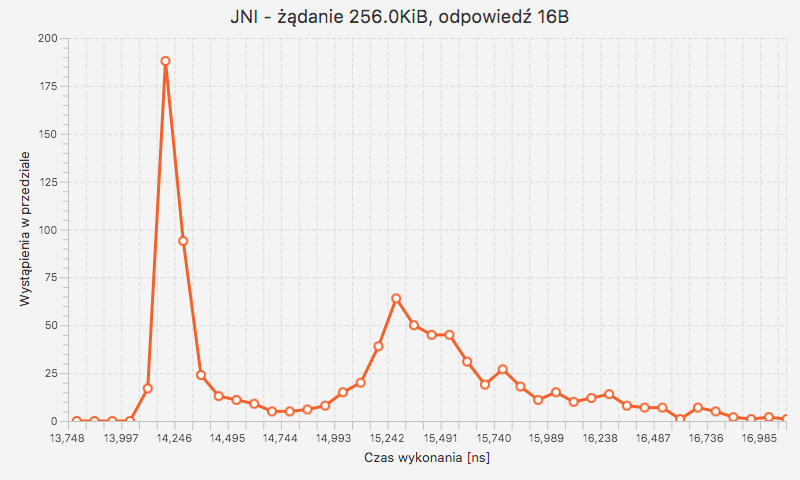 JNI - żądanie 256.0KiB, odpowiedź 16B
200
175
150
125
100
75
50
25
0
Wystąpienia w przedziale
13,748 13,997 14,246 14,495 14,744 14,993 15,242 15,491 15,740 15,989 16,238 16,487 16,736 16,985
Czas wykonania [ns]